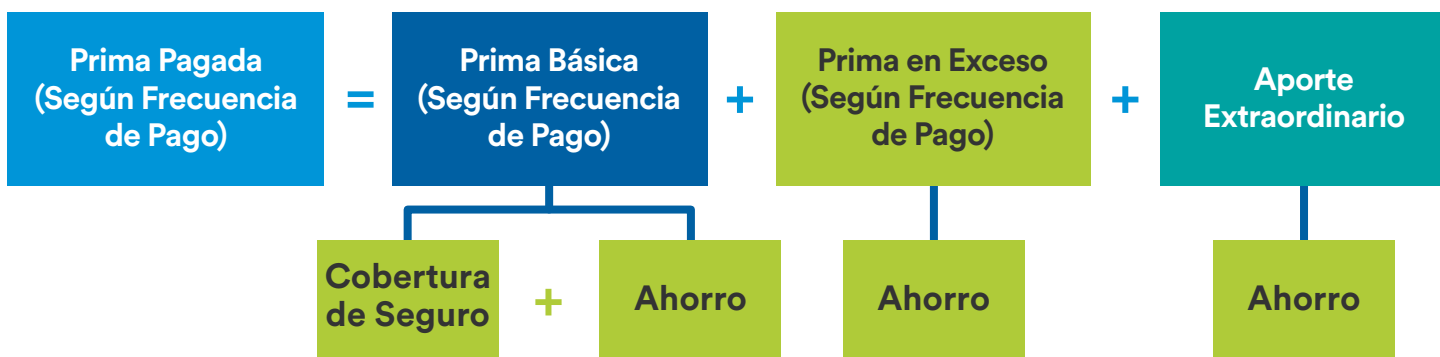 Prima Pagada
(Según Frecuencia
de Pago)
=
Prima Básica
(Según Frecuencia
de Pago)
+
Prima en Exceso
(Según Frecuencia
de Pago)
+
Aporte
Extraordinario
Cobertura
de Seguro
+
Ahorro
Ahorro
Ahorro